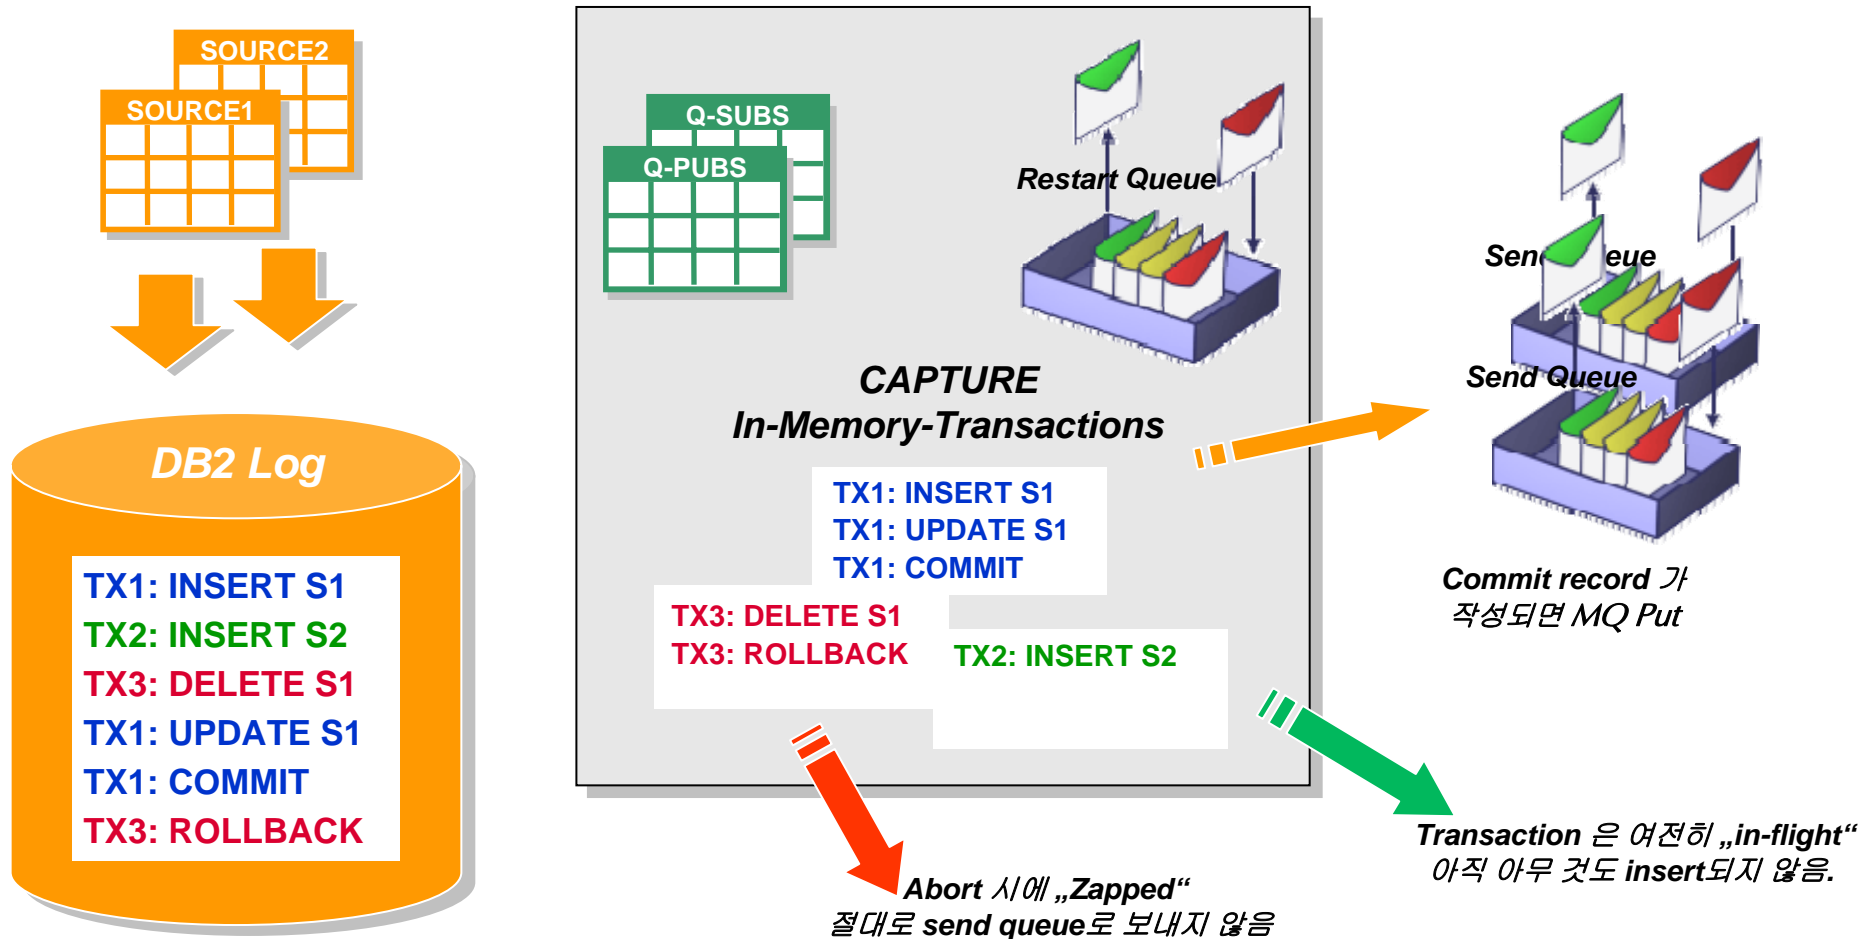 SOURCE2
SOURCE1
DB2 Log
TX1: INSERT S1
TX2: INSERT S2
TX3: DELETE S1
TX1: UPDATE S1
TX1: COMMIT
TX3: ROLLBACK
Q-SUBS
Q-PUBS
Restart Queue
CAPTURE
In-Memory-Transactions
TX1: INSERT S1
TX1: UPDATE S1
TX1: COMMIT
TX3: DELETE S1
TX3: ROLLBACK
TX2: INSERT S2
Send Queue
Send Queue
Commit record 가
작성되면 MQ Put
Transaction 은 여전히 „in-flight“
아직 아무 것도 insert되지 않음.
Abort 시에 „Zapped“
절대로 send queue로 보내지 않음